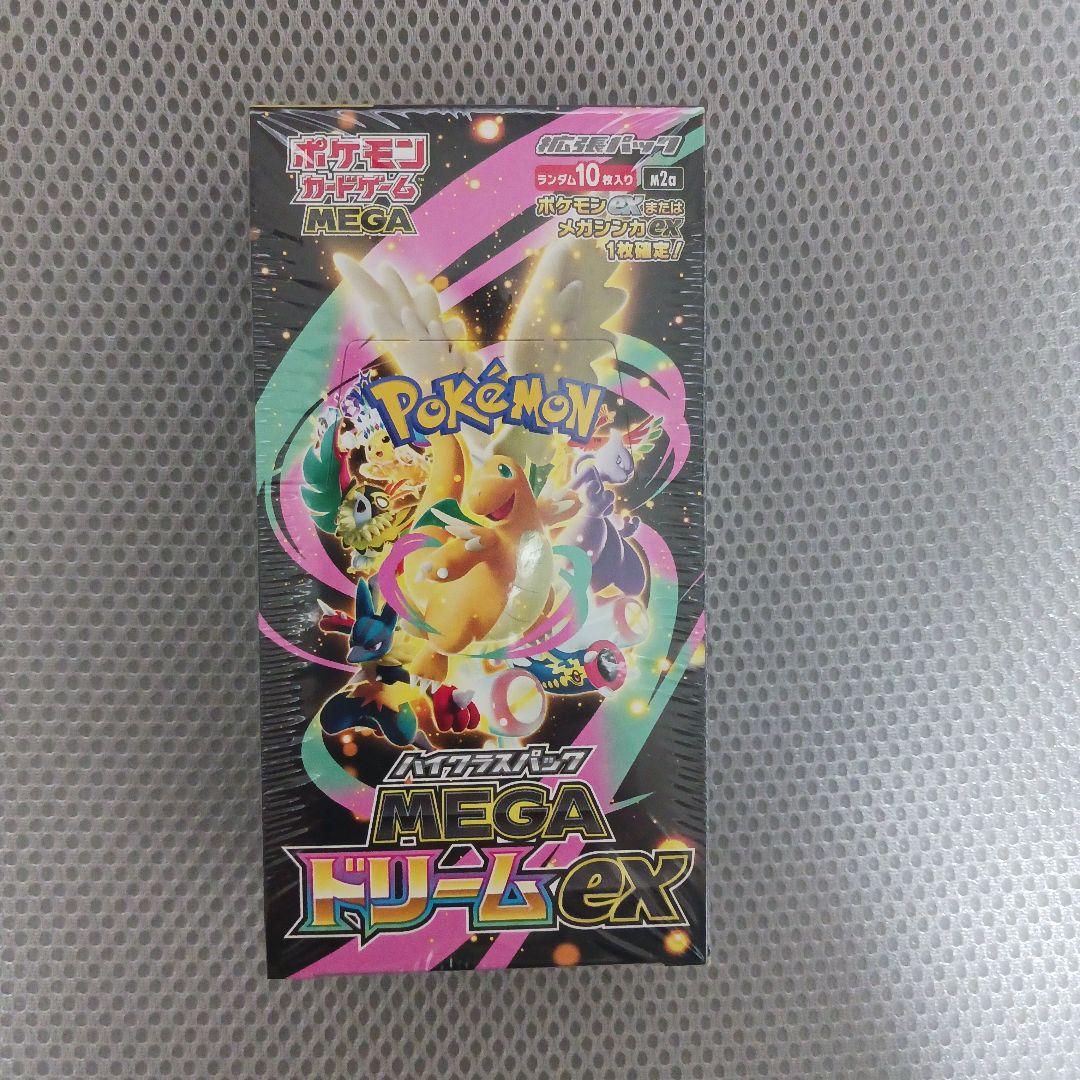 ポケモン
カードゲーム
MEGA
拡張パック
ランダム10枚入り M2a
ポケモンexまたは
メガシンカex
1枚確定!
POKéMON
ハイクラスパック
MEGA
ドリームex